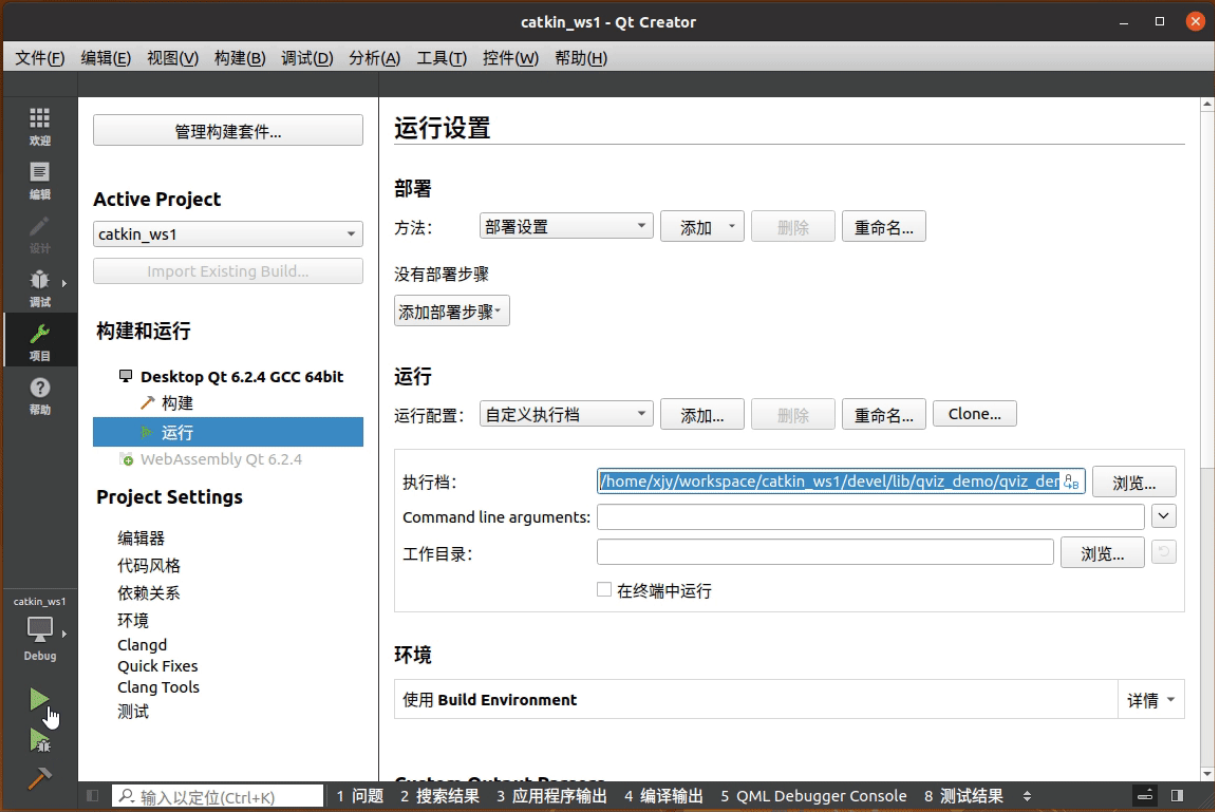 catkin_ws1 - Qt Creator
文件(F) 编辑(E) 视图(V) 构建(B) 调试(D) 分析(A) 工具(T) 控件(W) 帮助(H)
欢迎
编辑
设计
调试
项目
帮助
catkin_ws1
Debug
管理构建套件...
Active Project
catkin_ws1
Import Existing Build...
构建和运行
Desktop Qt 6.2.4 GCC 64bit
构建
运行
WebAssembly Qt 6.2.4
Project Settings
编辑器
代码风格
依赖关系
环境
Clangd
Quick Fixes
Clang Tools
测试
运行设置
部署
方法： 部署设置 添加 删除 重命名...
没有部署步骤
添加部署步骤
运行
运行配置： 自定义执行档 添加... 删除 重命名... Clone...
执行档： /home/xjy/workspace/catkin_ws1/devel/lib/qviz_demo/qviz_der 浏览...
Command line arguments:
工作目录： 浏览...
在终端中运行
环境
使用 Build Environment 详情
Custom Output Parsers
输入以定位(Ctrl+K) 1 问题 2 搜索结果 3 应用程序输出 4 编译输出 5 QML Debugger Console 8 测试结果